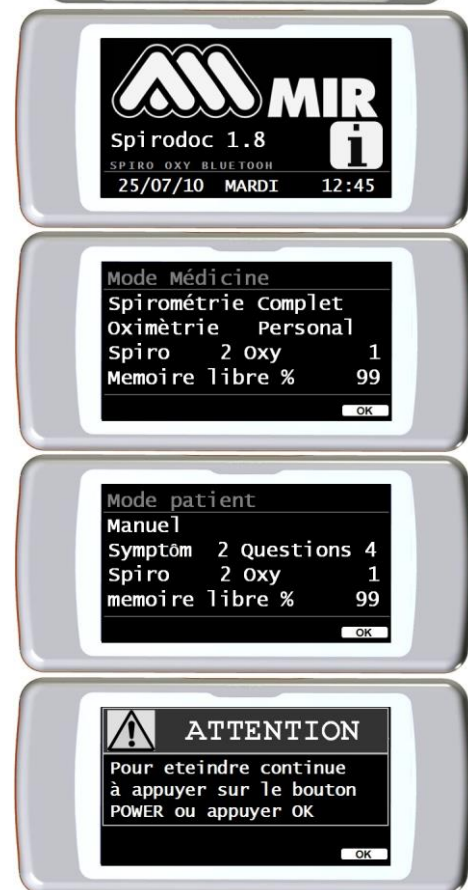 MIR
Spirodoc 1.8
i
SPIRO OXY BLUETOOH
25/07/10 MARDI 12:45
Mode Médicine
Spirométrie Complet
Oximètrie Personal
Spiro 2 Oxy 1
Memoire libre % 99
OK
Mode patient
Manuel
Symptôm 2 Questions 4
Spiro 2 Oxy 1
memoire libre % 99
OK
ATTENTION
Pour eteindre continue
à appuyer sur le bouton
POWER ou appuyer OK
OK